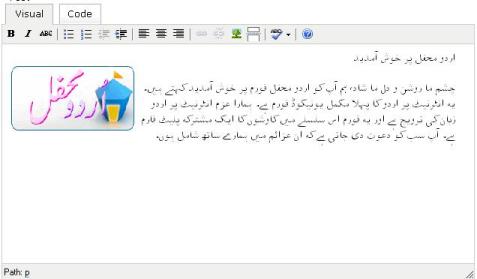 Visual
Code
B I ABC
اردو محفل پر خوش آمدید
اردو محفل
چشم ما روشن و دل ما شاد، ہم آپ کو اردو محفل فورم پر خوش آمدید کہتے ہیں۔
یہ انٹرنیٹ پر اردو کا پہلا مکمل یونیکوڈ فورم ہے۔ ہمارا عزم انٹرنیٹ پر اردو
زبان کی ترویج ہے اور یہ فورم اس سلسلے میں کاوشوں کا ایک مشترکہ پلیٹ فارم
ہے۔ آپ سب کو دعوت دی جاتی ہے کہ ان عزائم میں ہمارے ساتھ شامل ہوں۔
Path: p